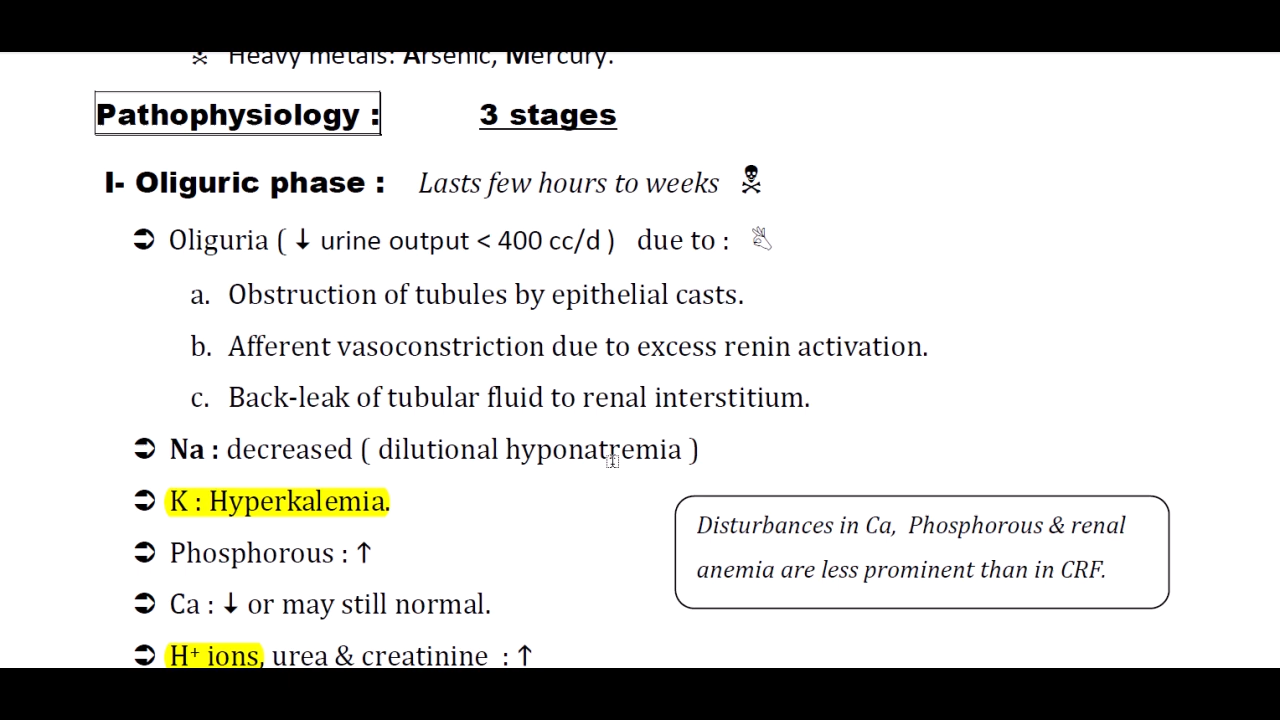 Heavy metals: Arsenic, Mercury.
Pathophysiology : 3 stages
I- Oliguric phase : Lasts few hours to weeks
Oliguria ( ↓ urine output < 400 cc/d ) due to :
a. Obstruction of tubules by epithelial casts.
b. Afferent vasoconstriction due to excess renin activation.
c. Back-leak of tubular fluid to renal interstitium.
Na : decreased ( dilutional hyponatremia )
K : Hyperkalemia.
Phosphorous : ↑
Ca : ↓ or may still normal.
H⁺ ions, urea & creatinine : ↑
Disturbances in Ca, Phosphorous & renal
anemia are less prominent than in CRF.